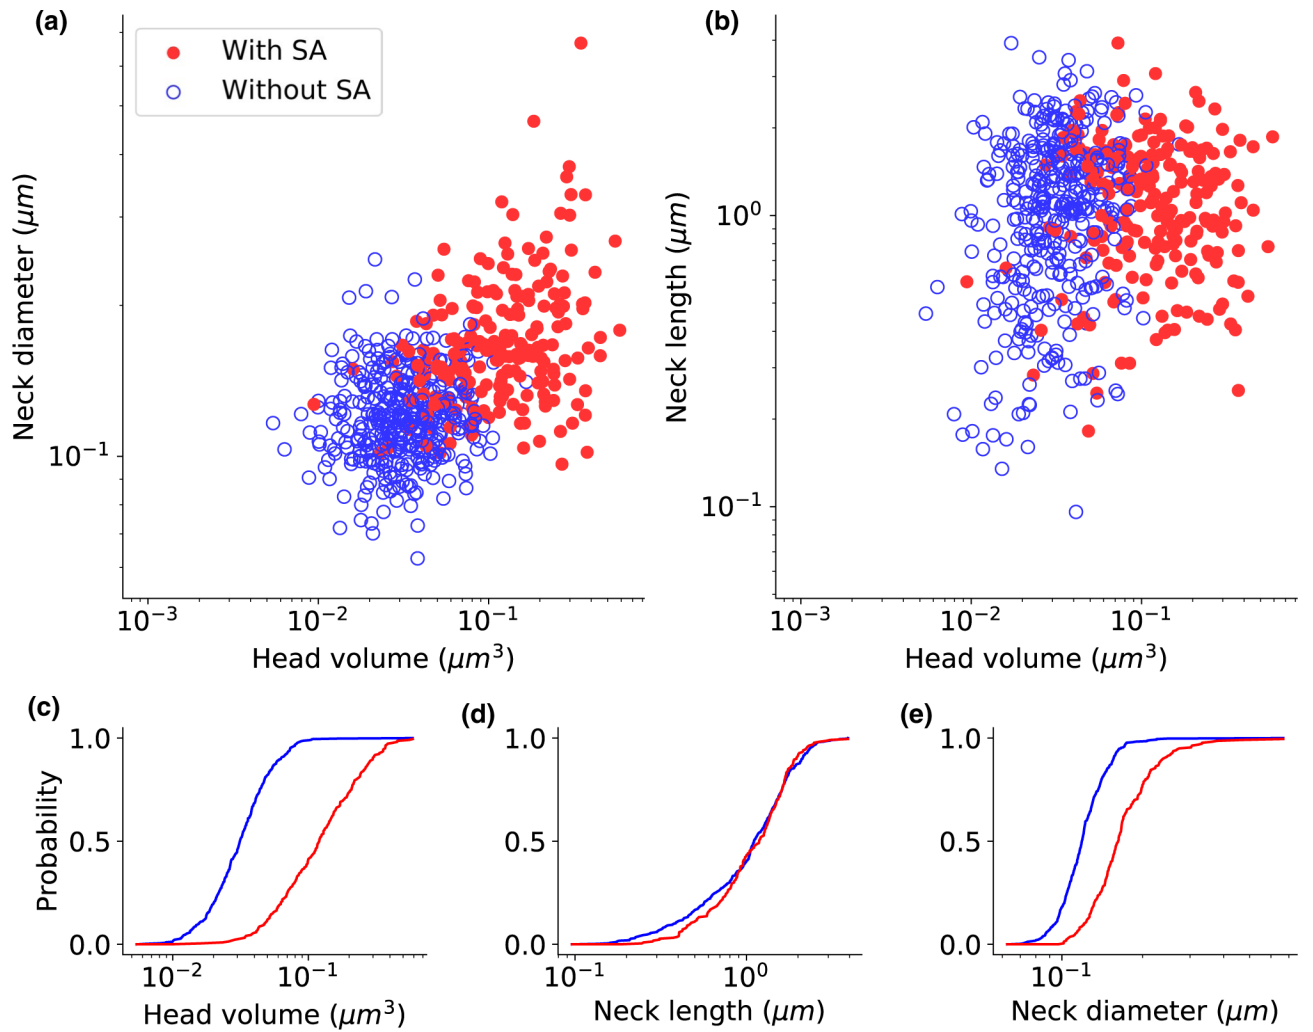 (a)
With SA
Without SA
Neck diameter (μm)
10⁻¹
10⁻³
10⁻²
10⁻¹
Head volume (μm³)
(b)
Neck length (μm)
10⁰
10⁻¹
10⁻³
10⁻²
10⁻¹
Head volume (μm³)
(c)
Probability
1.0
0.5
0.0
10⁻²
10⁻¹
Head volume (μm³)
(d)
1.0
0.5
0.0
10⁻¹
10⁰
Neck length (μm)
(e)
1.0
0.5
0.0
10⁻¹
Neck diameter (μm)